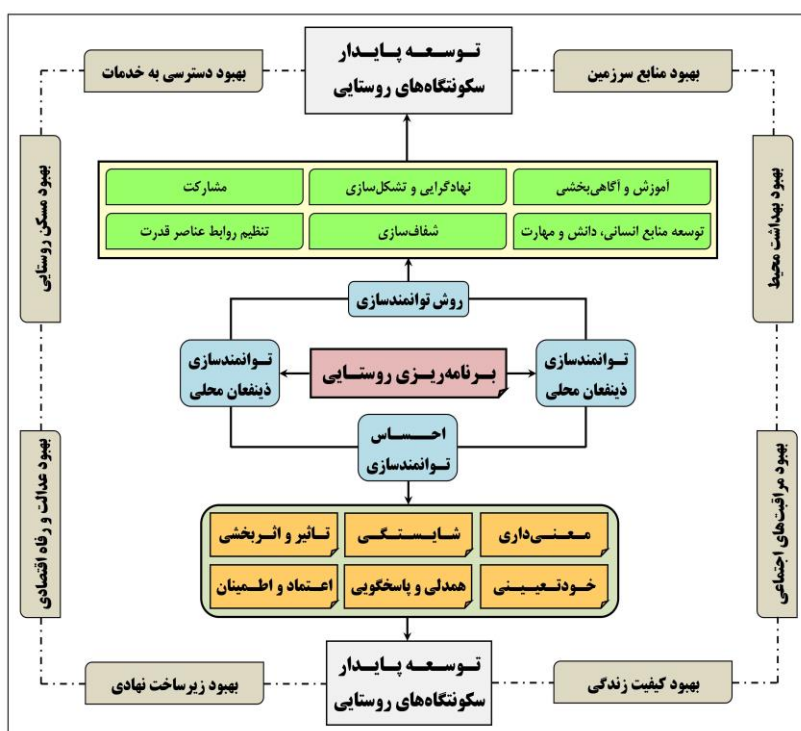 توسعه پایدار
سکونتگاه‌های روستایی
بهبود منابع سرزمین
بهبود دسترسی به خدمات
بهبود بهداشت محیط
بهبود مسکن روستایی
آموزش و آگاهی‌بخشی
نهادگرایی و تشکل‌سازی
مشارکت
توسعه منابع انسانی، دانش و مهارت
شفاف‌سازی
تنظیم روابط عناصر قدرت
روش توانمندسازی
توانمندسازی
ذینفعان محلی
برنامه‌ریزی روستایی
توانمندسازی
ذینفعان محلی
احساس
توانمندسازی
بهبود مراقبت‌های اجتماعی
بهبود عدالت و رفاه اقتصادی
معنی‌داری
شایستگی
تاثیر و اثربخشی
خودتعیینی
همدلی و پاسخگویی
اعتماد و اطمینان
توسعه پایدار
سکونتگاه‌های روستایی
بهبود کیفیت زندگی
بهبود زیرساخت نهادی